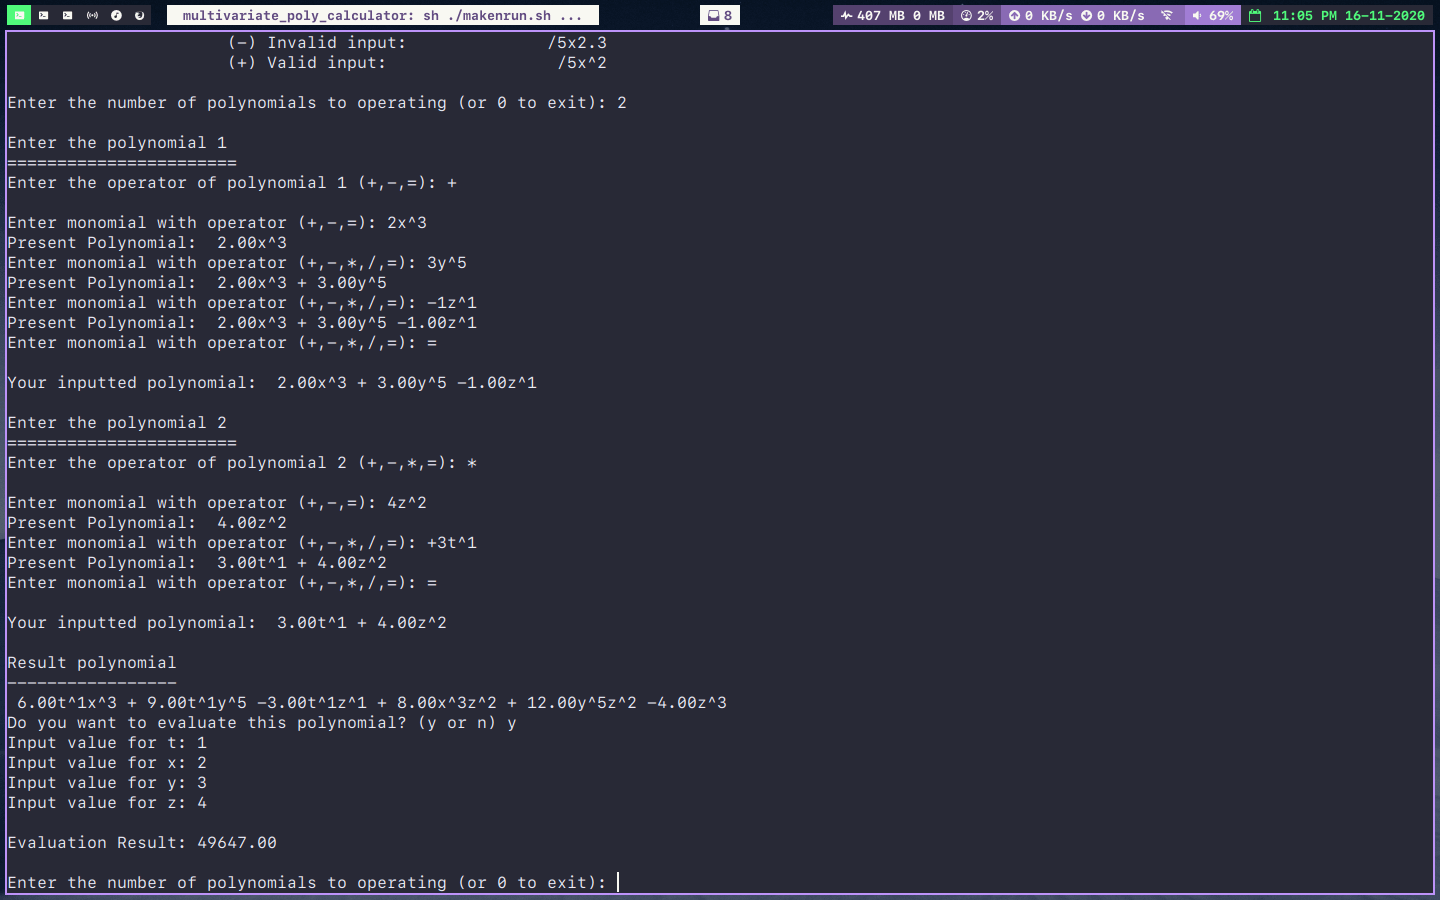 multivariate_poly_calculator: sh ./makenrun.sh ... 8 407 MB 0 MB 2% 0 KB/s 0 KB/s 69% 11:05 PM 16-11-2020
(-) Invalid input: /5x2.3
(+) Valid input: /5x^2
Enter the number of polynomials to operating (or 0 to exit): 2
Enter the polynomial 1
=======================
Enter the operator of polynomial 1 (+,-,=): +
Enter monomial with operator (+,-,=): 2x^3
Present Polynomial:  2.00x^3
Enter monomial with operator (+,-,*,/,=): 3y^5
Present Polynomial:  2.00x^3 + 3.00y^5
Enter monomial with operator (+,-,*,/,=): -1z^1
Present Polynomial:  2.00x^3 + 3.00y^5 -1.00z^1
Enter monomial with operator (+,-,*,/,=): =
Your inputted polynomial:  2.00x^3 + 3.00y^5 -1.00z^1
Enter the polynomial 2
=======================
Enter the operator of polynomial 2 (+,-,*,=): *
Enter monomial with operator (+,-,=): 4z^2
Present Polynomial:  4.00z^2
Enter monomial with operator (+,-,*,/,=): +3t^1
Present Polynomial:  3.00t^1 + 4.00z^2
Enter monomial with operator (+,-,*,/,=): =
Your inputted polynomial:  3.00t^1 + 4.00z^2
Result polynomial
-----------------
6.00t^1x^3 + 9.00t^1y^5 -3.00t^1z^1 + 8.00x^3z^2 + 12.00y^5z^2 -4.00z^3
Do you want to evaluate this polynomial? (y or n) y
Input value for t: 1
Input value for x: 2
Input value for y: 3
Input value for z: 4
Evaluation Result: 49647.00
Enter the number of polynomials to operating (or 0 to exit):